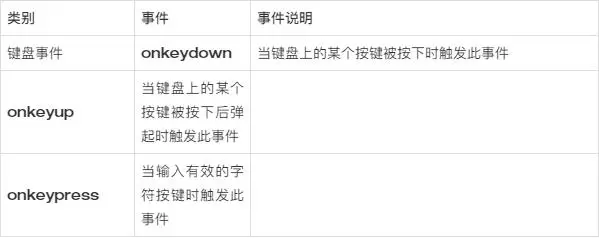 类别 事件 事件说明
键盘事件 onkeydown 当键盘上的某个按键被按下时触发此事件
onkeyup
当键盘上的某个
按键被按下后弹
起时触发此事件
onkeypress
当输入有效的字
符按键时触发此
事件